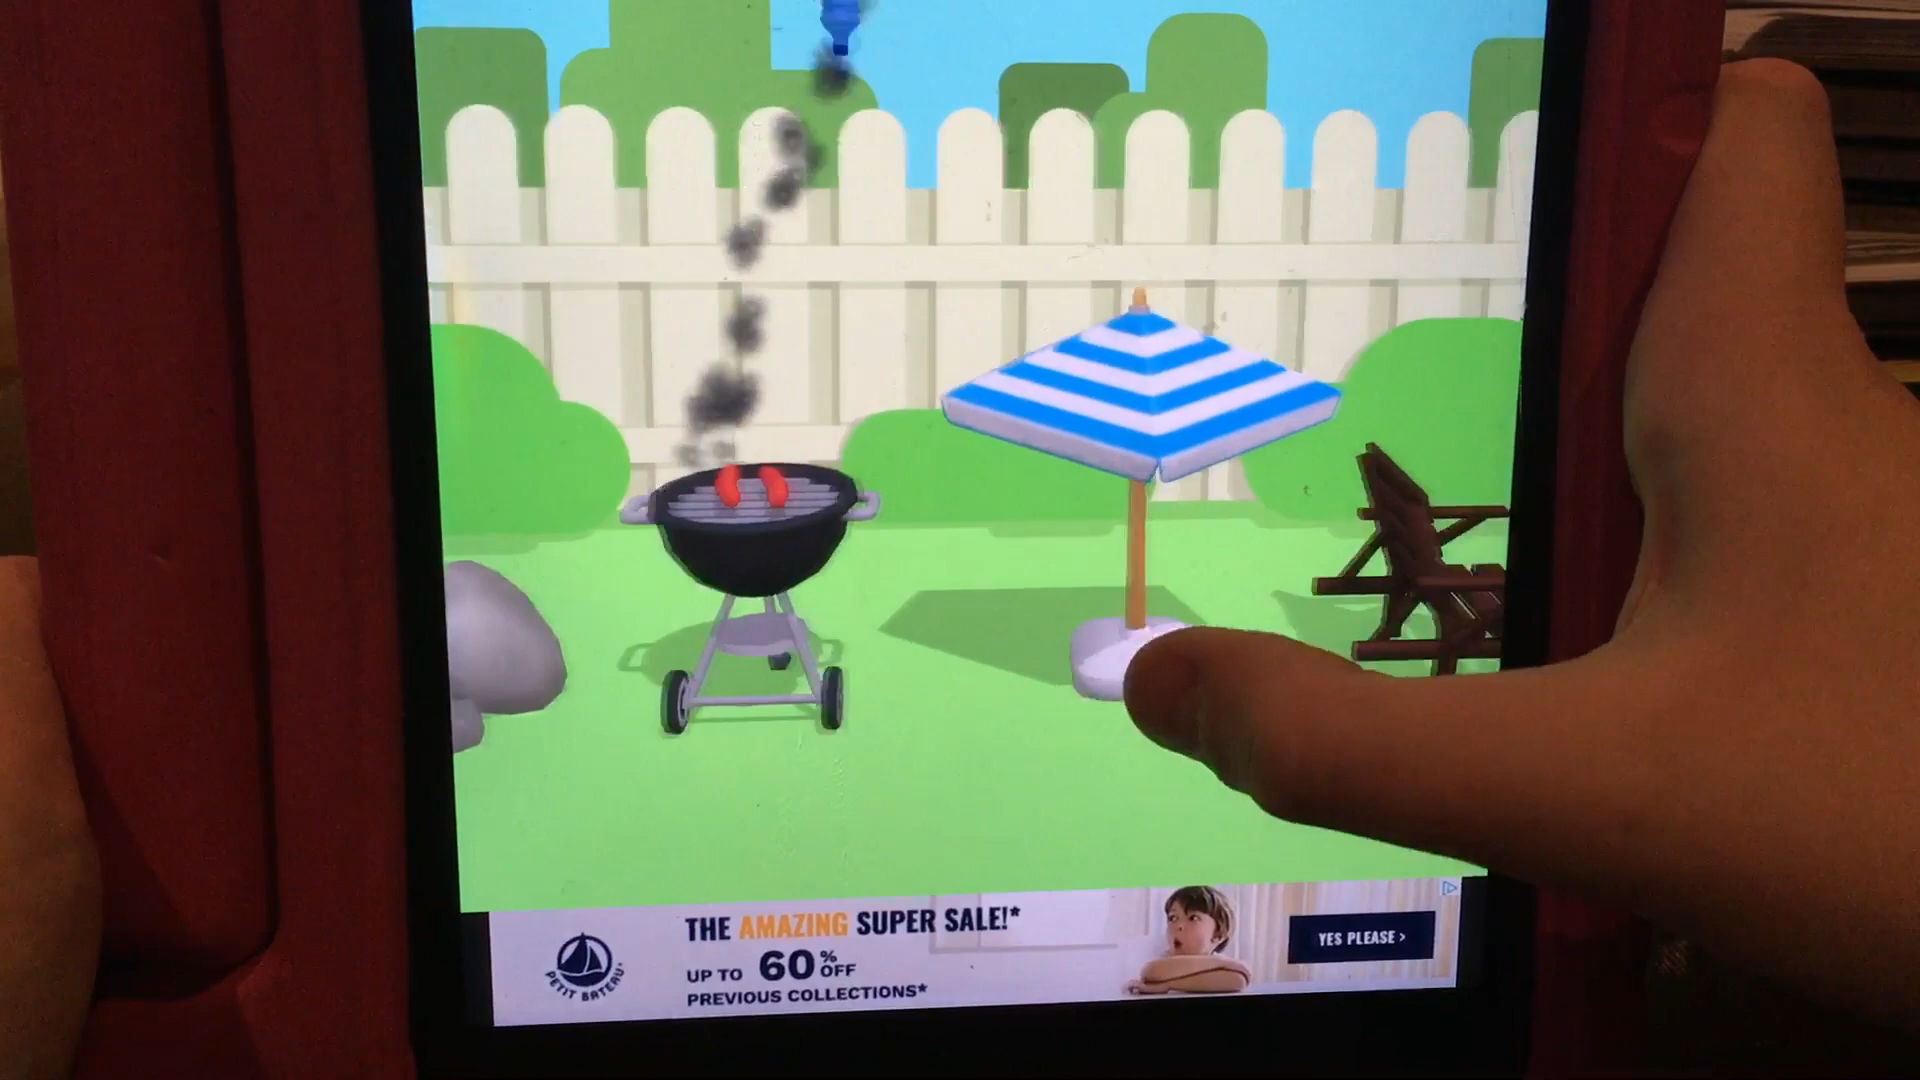 THE AMAZING SUPER SALE!*
UP TO 60% OFF
PREVIOUS COLLECTIONS*
PETIT BATEAU
YES PLEASE >